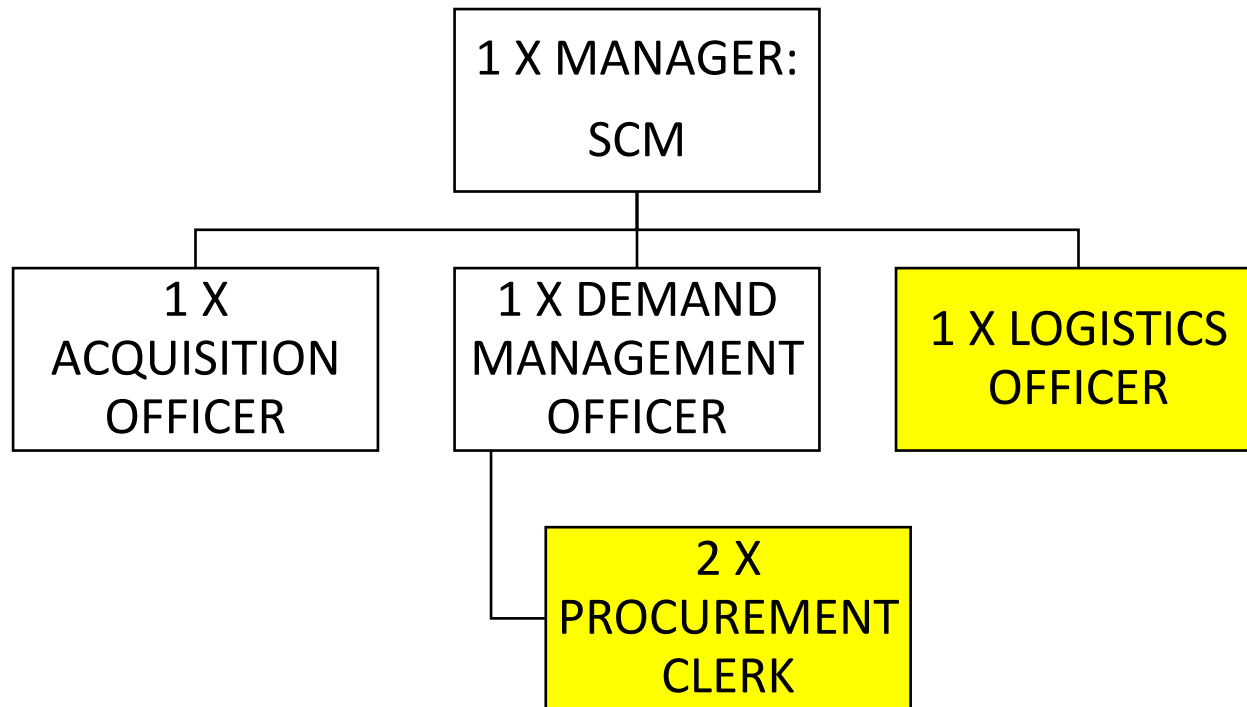 1 X MANAGER:
SCM
1 X
ACQUISITION
OFFICER
1 X DEMAND
MANAGEMENT
OFFICER
1 X LOGISTICS
OFFICER
2 X
PROCUREMENT
CLERK